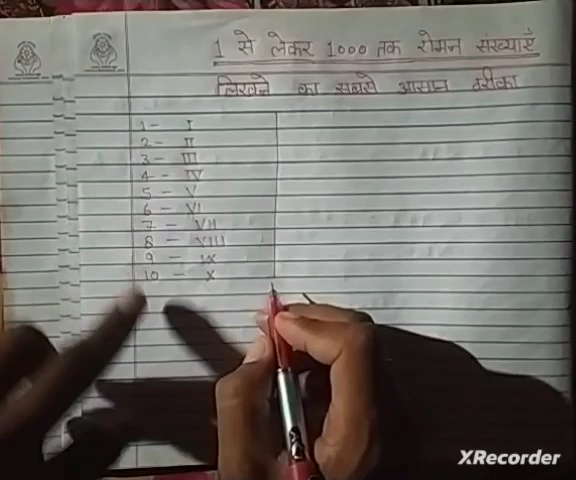 1 से लेकर 1000 तक रोमन संख्याएँ
लिखने का सबसे आसान तरीका
1 - I
2 - II
3 - III
4 - IV
5 - V
6 - VI
7 - VII
8 - VIII
9 - IX
10 - X
XRecorder